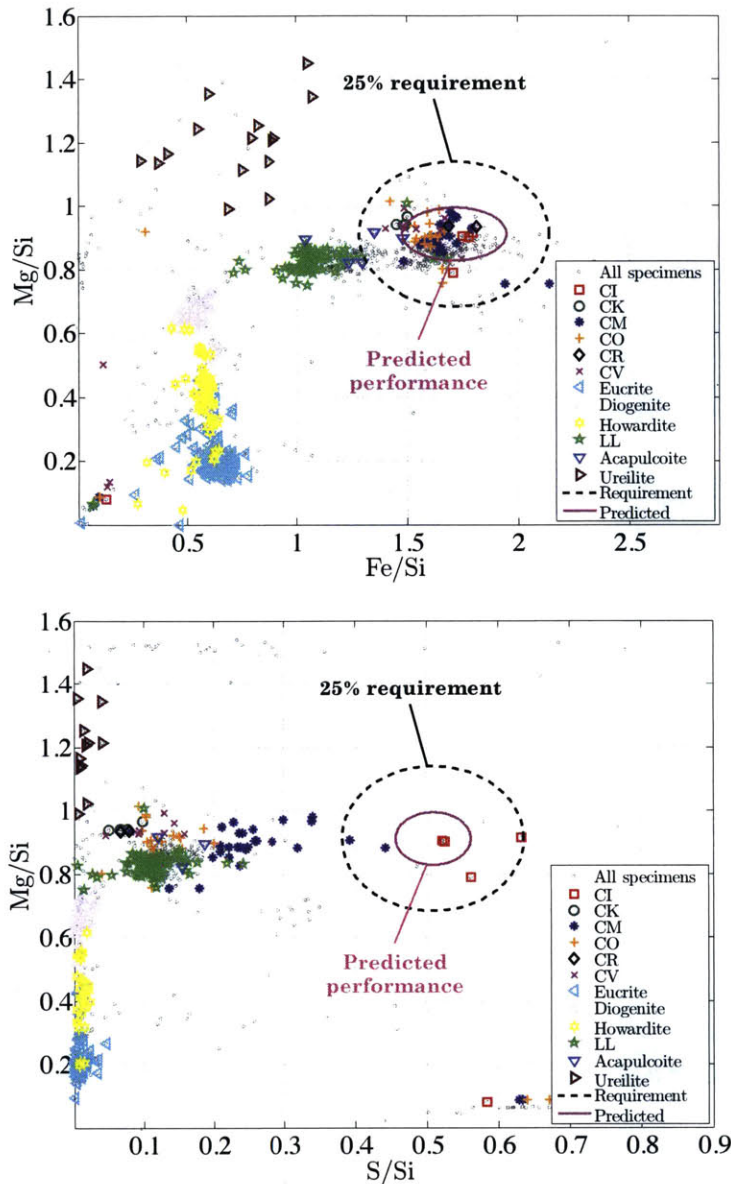 1.6
1.4
1.2
1
0.8
0.6
0.4
0.2
Mg/Si
25% requirement
Predicted
performance
All specimens
CI
CK
CM
CO
CR
CV
Eucrite
Diogenite
Howardite
LL
Acapulcoite
Ureilite
Requirement
Predicted
0.5 1 1.5 2 2.5
Fe/Si
1.6
1.4
1.2
1
0.8
0.6
0.4
0.2
Mg/Si
25% requirement
Predicted
performance
All specimens
CI
CK
CM
CO
CR
CV
Eucrite
Diogenite
Howardite
LL
Acapulcoite
Ureilite
Requirement
Predicted
0.1 0.2 0.3 0.4 0.5 0.6 0.7 0.8 0.9
S/Si